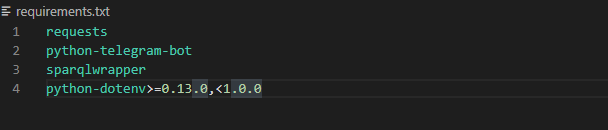 requirements.txt
1 requests
2 python-telegram-bot
3 sparqlwrapper
4 python-dotenv>=0.13.0,<1.0.0